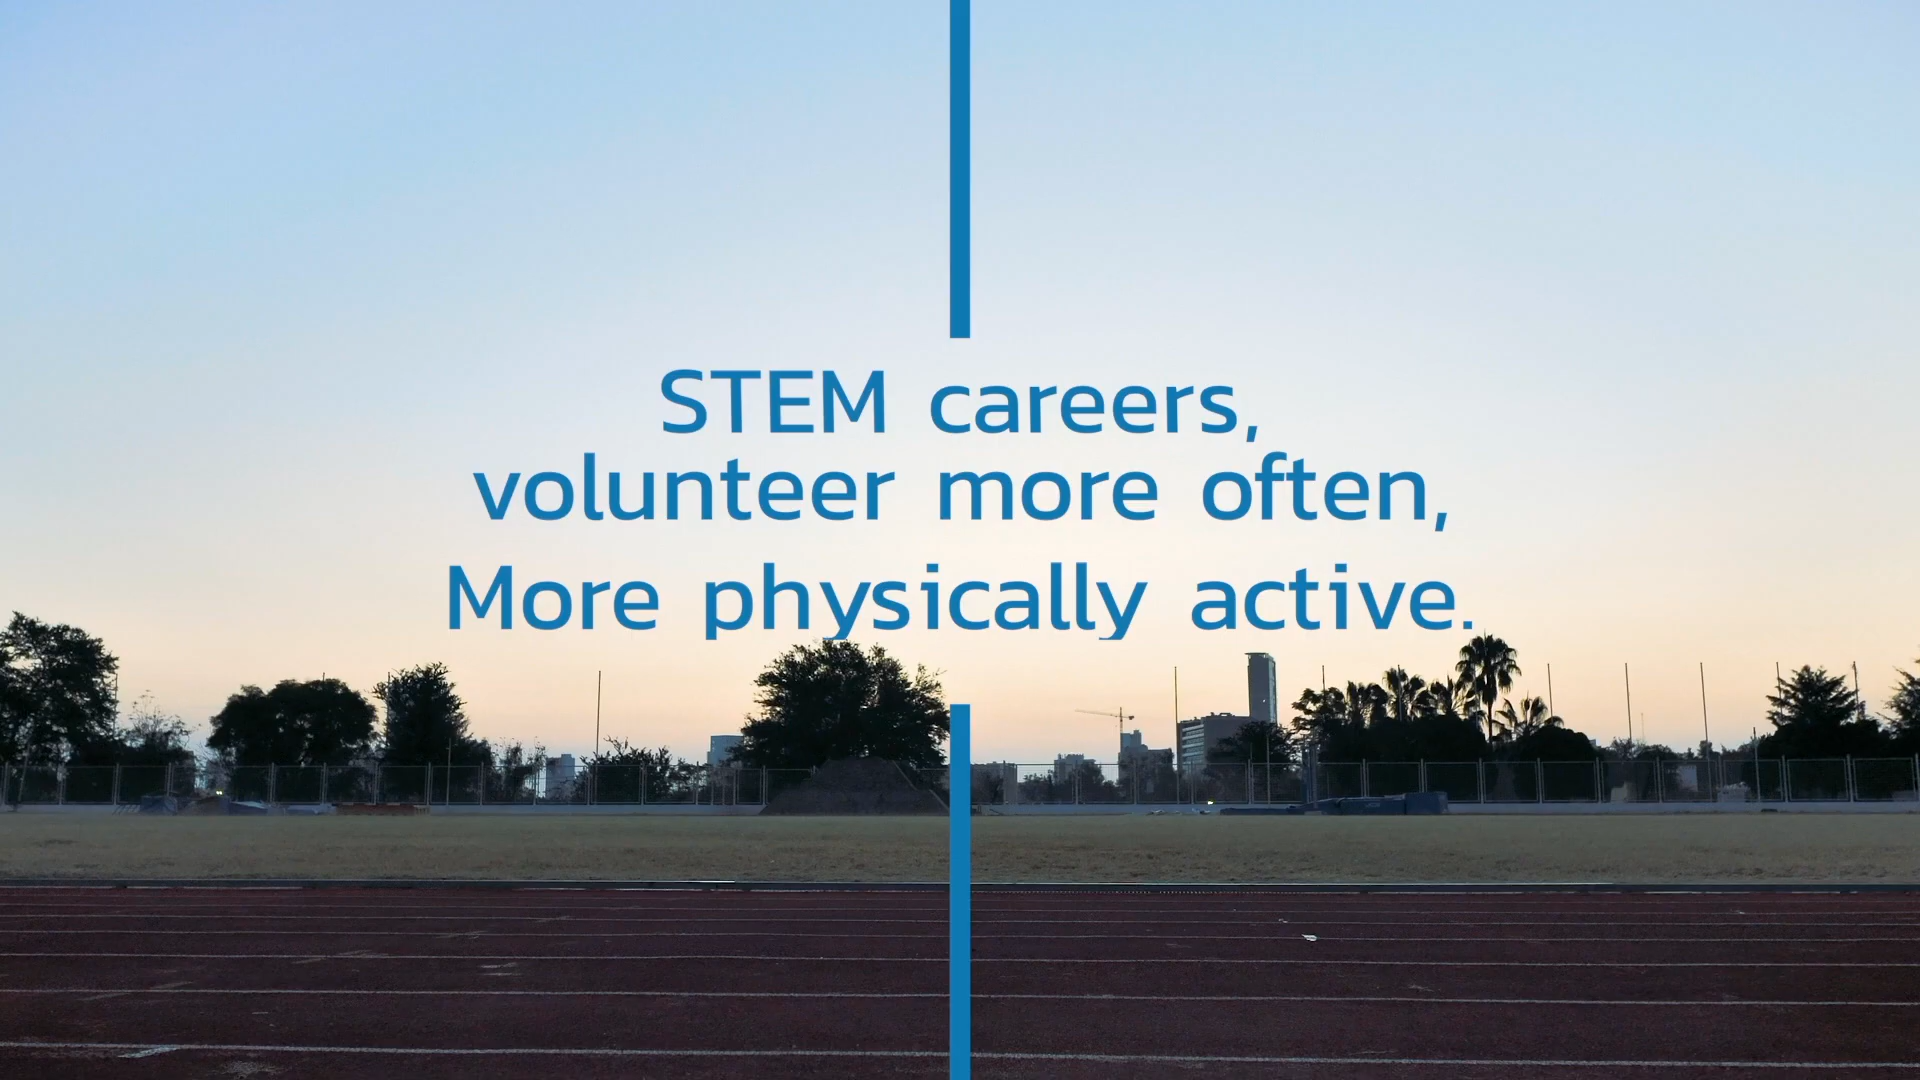 STEM careers,
volunteer more often,
More physically active.